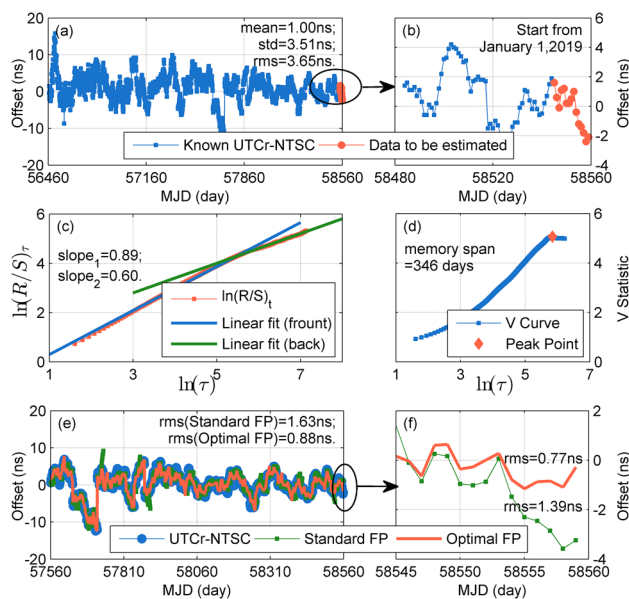 (a)
mean=1.00ns;
std=3.51ns;
rms=3.65ns.
Offset (ns)
20
10
0
-10
-20
Known UTCr-NTSC
Data to be estimated
56460
57160
57860
58560
MJD (day)
(b)
Start from
January 1,2019
6
4
2
0
-2
-4
Offset (ns)
58480
58520
58560
MJD (day)
(c)
slope1=0.89;
slope2=0.60.
ln(R/S)τ
6
4
2
0
ln(R/S)t
Linear fit (frount)
Linear fit (back)
1
3
5
7
ln(τ)
(d)
memory span
=346 days
6
4
2
0
V Statistic
V Curve
Peak Point
1
3
5
7
ln(τ)
(e)
rms(Standard FP)=1.63ns;
rms(Optimal FP)=0.88ns.
Offset (ns)
20
10
0
-10
-20
57560
57810
58060
58310
58560
MJD (day)
(f)
rms=0.77ns
rms=1.39ns
2
0
-2
-4
Offset (ns)
UTCr-NTSC
Standard FP
Optimal FP
58545
58550
58555
58560
MJD (day)